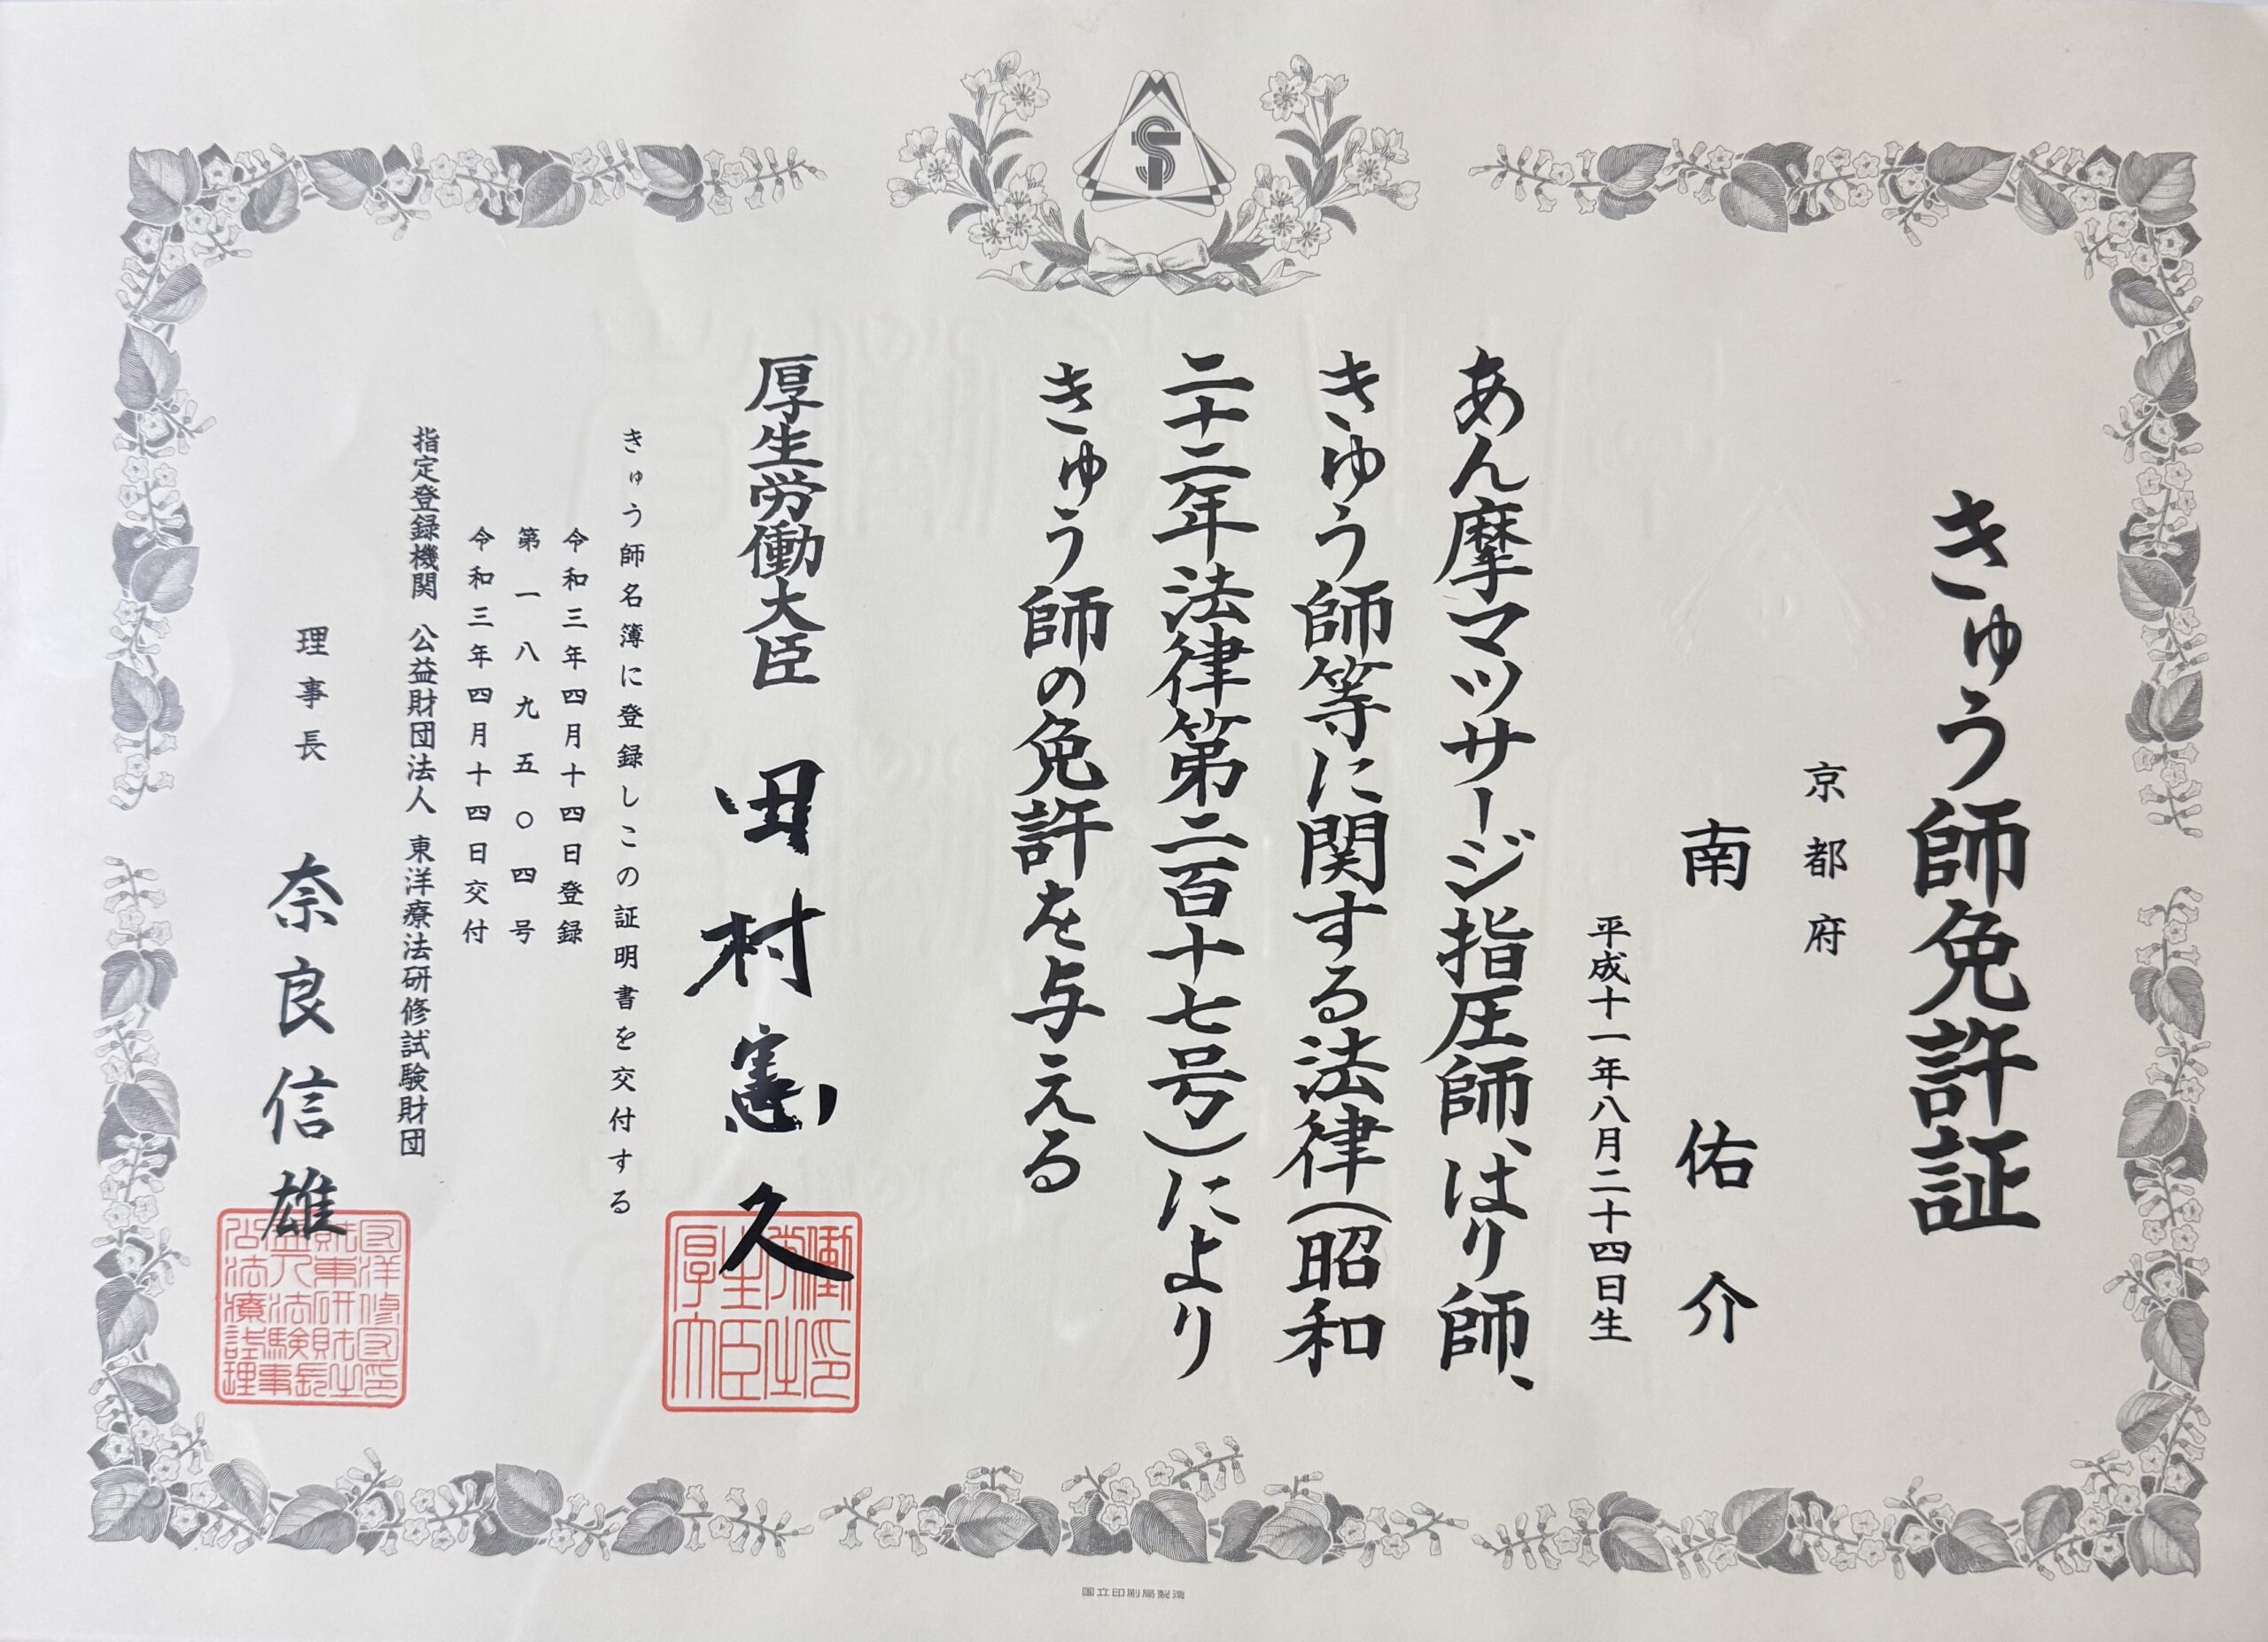 きゅう師免許証
京都府
南 佑介
平成十一年八月二十四日生
あん摩マツサージ指圧師、はり師、
きゆう師等に関する法律(昭和
二十二年法律第二百十七号)により
きゅう師の免許を与える
厚生労働大臣 田村憲久
きゅう師名簿に登録しこの証明書を交付する
令和三年四月十四日登録
第一八九五〇四号
令和三年四月十四日交付
指定登録機関 公益財団法人 東洋療法研修試験財団
理事長 奈良信雄
国立印刷局製造